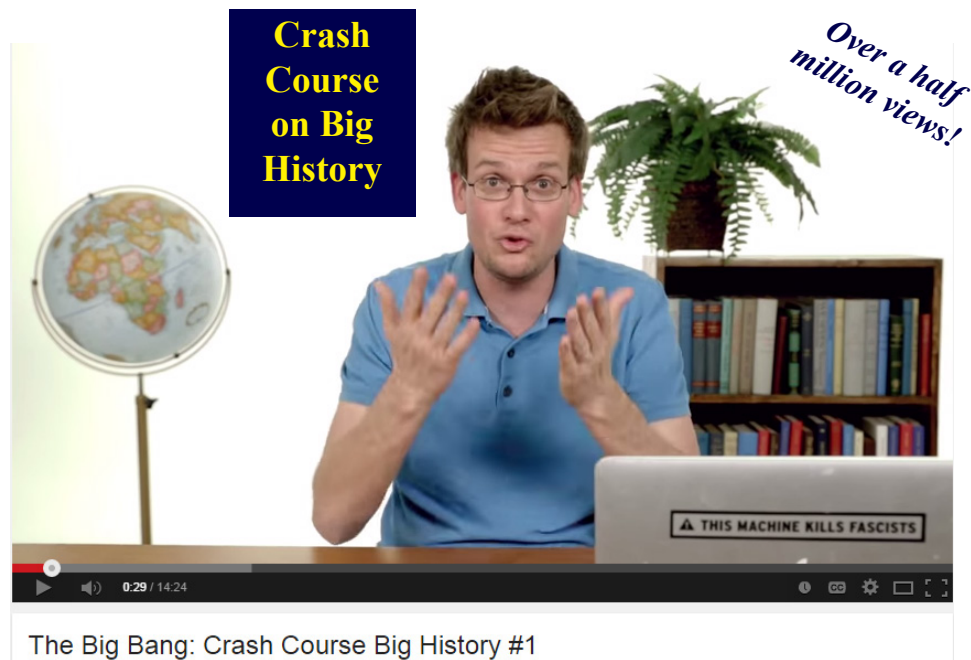 Crash
Course
on Big
History
Over a half
million views!
⚠ THIS MACHINE KILLS FASCISTS
0:29 / 14:24
CC
The Big Bang: Crash Course Big History #1